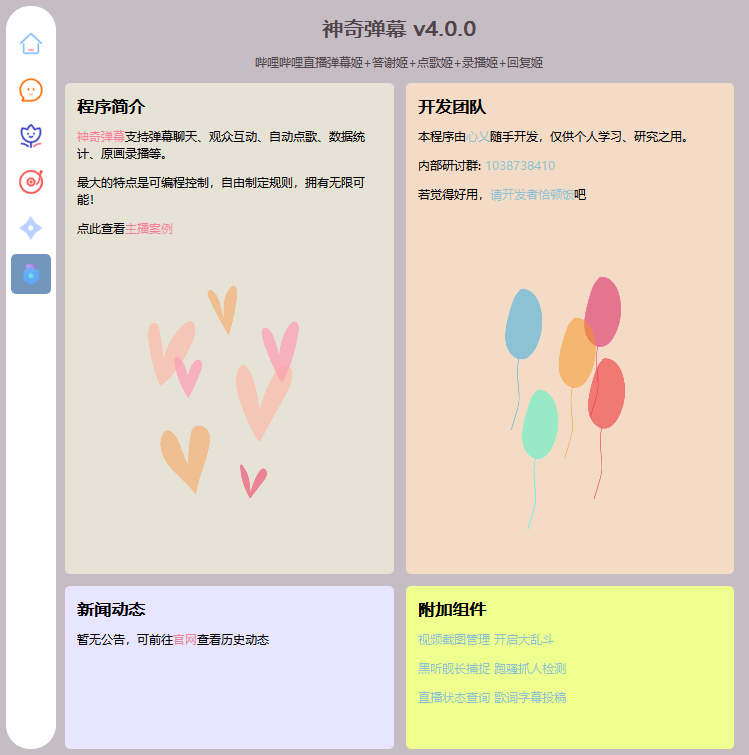 神奇弹幕 v4.0.0
哔哩哔哩直播弹幕姬+答谢姬+点歌姬+录播姬+回复姬
程序简介
神奇弹幕支持弹幕聊天、观众互动、自动点歌、数据统
计、原画录播等。
最大的特点是可编程控制，自由制定规则，拥有无限可
能！
点此查看主播案例
开发团队
本程序由心乂随手开发，仅供个人学习、研究之用。
内部研讨群: 1038738410
若觉得好用，请开发者恰顿饭吧
新闻动态
暂无公告，可前往官网查看历史动态
附加组件
视频截图管理 开启大乱斗
黑听舰长捕捉 跑骚抓人检测
直播状态查询 歌词字幕投稿